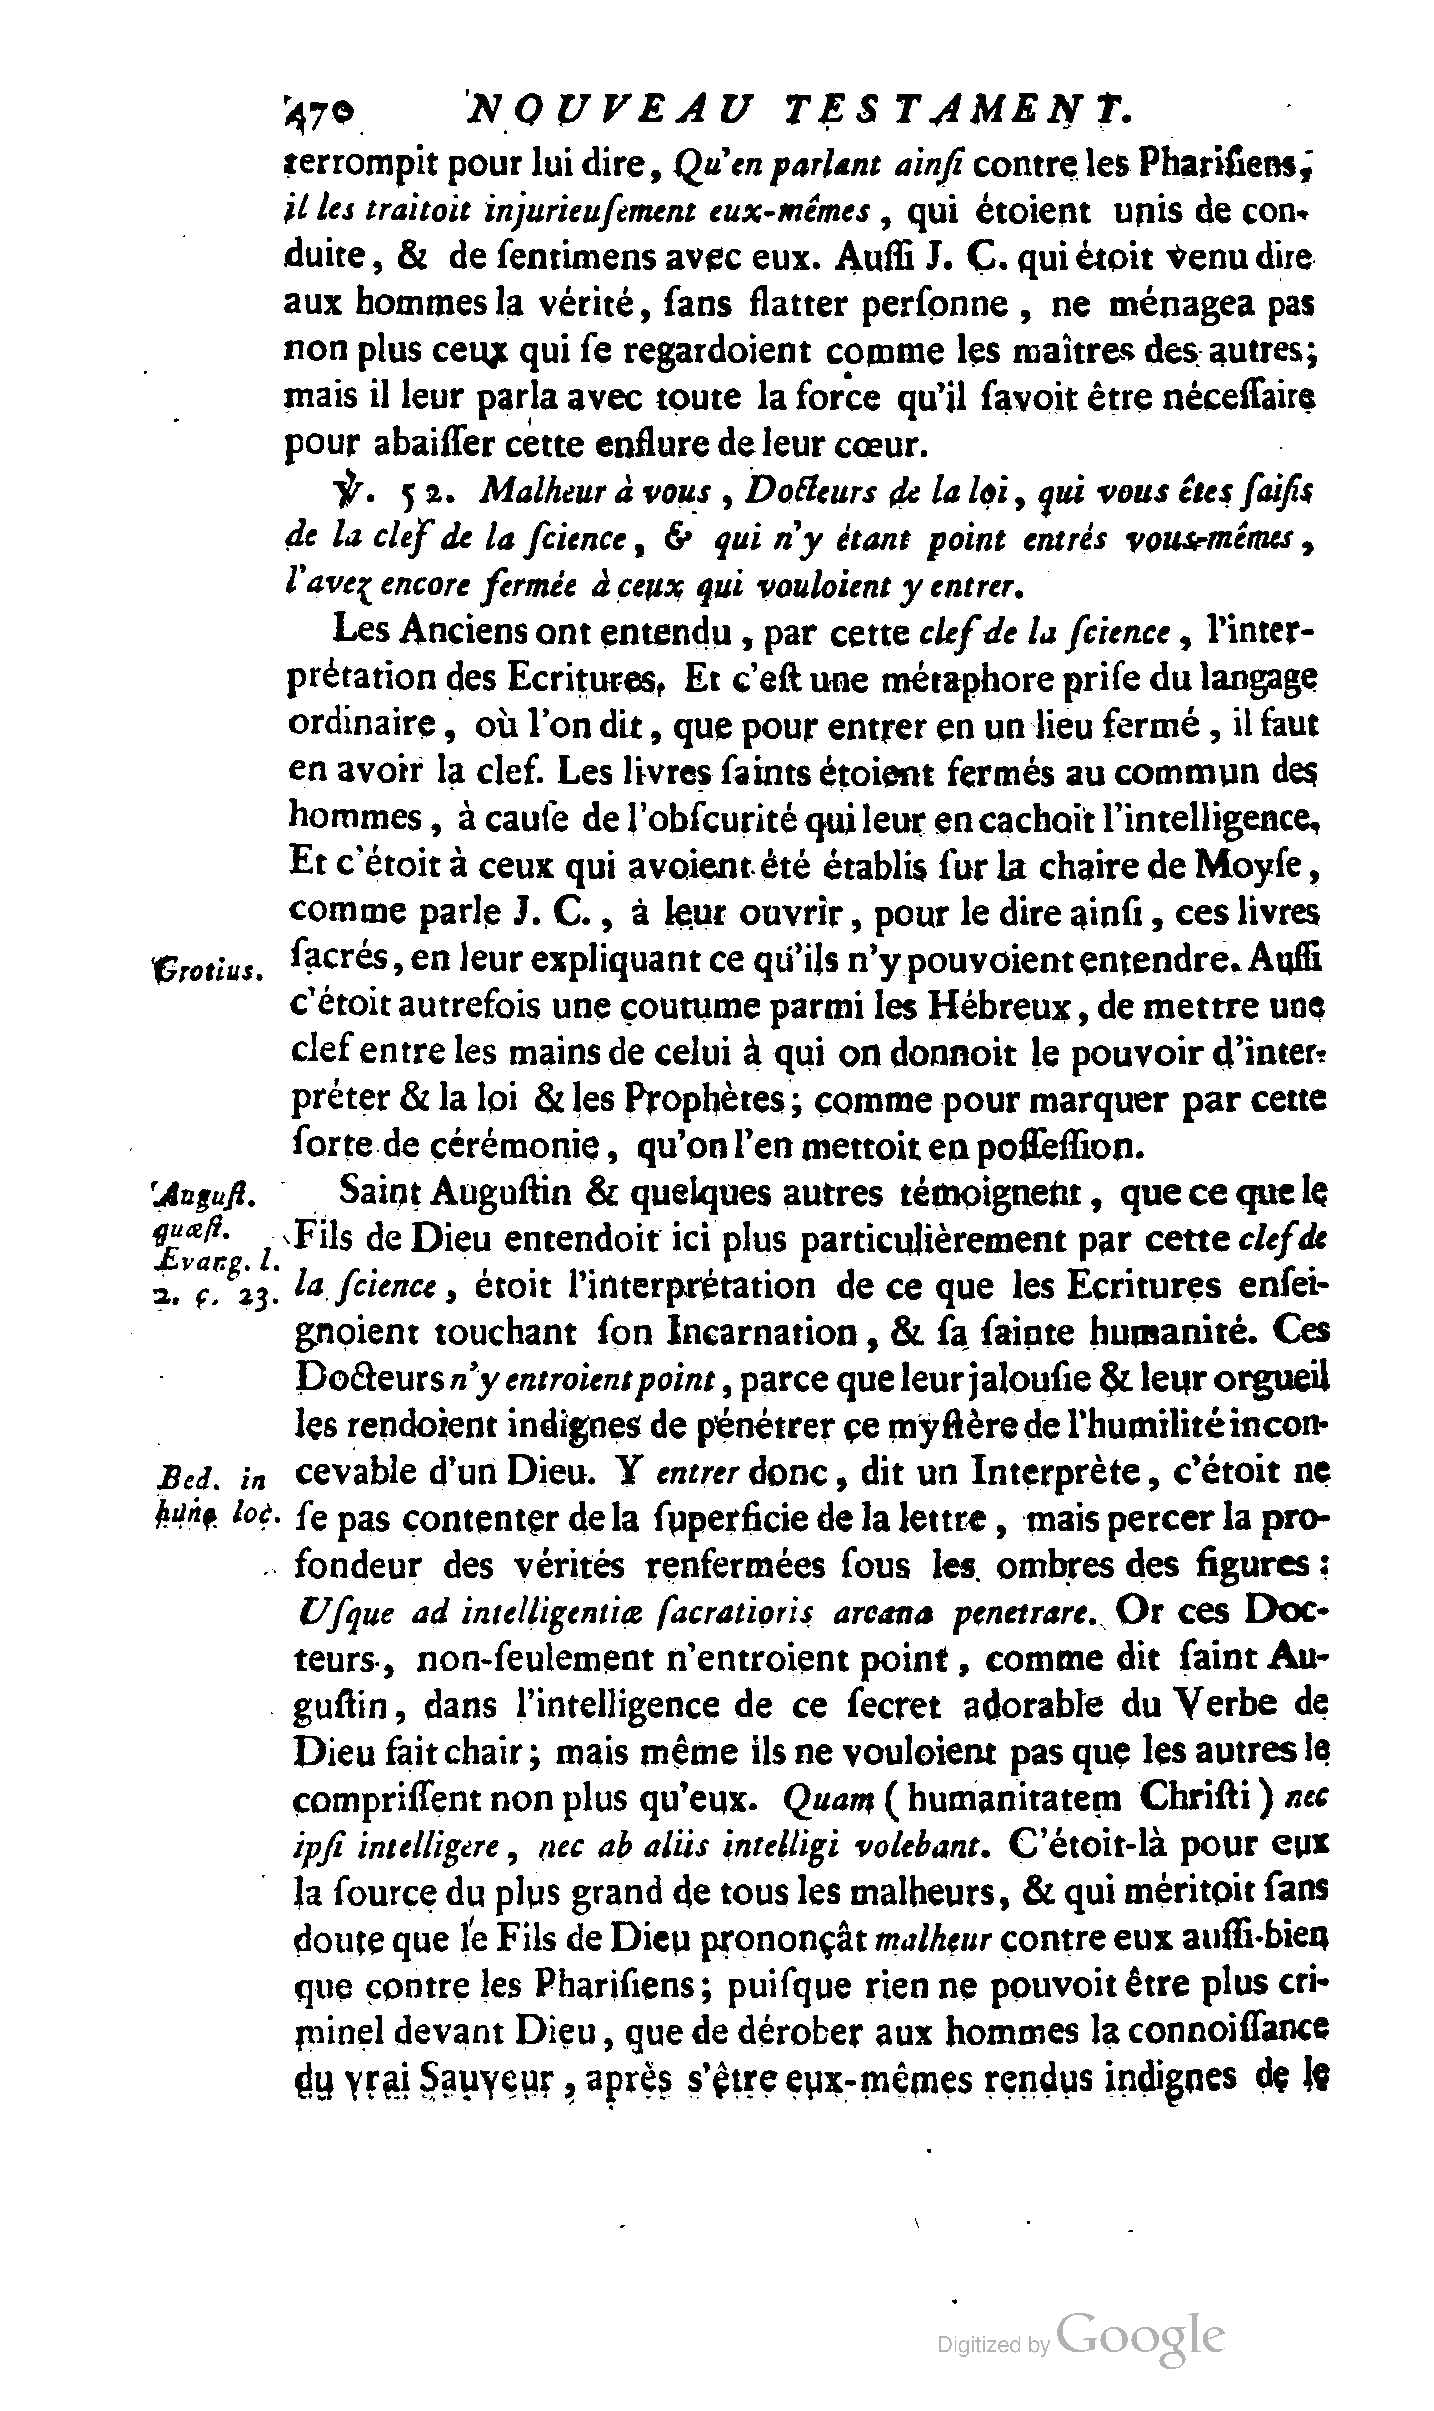 470 NOUVEAU TESTAMENT.
terrompit pour lui dire, Qu'en parlant ainſi contre les Phariſiens,
il les traitoit injurieuſement eux-mêmes, qui étoient unis de con-
duite, & de ſentimens avec eux. Auſſi J. C. qui étoit venu dire
aux hommes la vérité, ſans flatter perſonne, ne ménagea pas
non plus ceux qui ſe regardoient comme les maîtres des autres;
mais il leur parla avec toute la force qu'il ſavoit être néceſſaire
pour abaiſſer cette enflure de leur cœur.
℣. 52. Malheur à vous, Docteurs de la loi, qui vous êtes ſaiſis
de la clef de la ſcience, & qui n'y étant point entrés vous-mêmes,
l'avez encore fermée à ceux qui vouloient y entrer.
Les Anciens ont entendu, par cette clef de la ſcience, l'inter-
prétation des Ecritures. Et c'eſt une métaphore priſe du langage
ordinaire, où l'on dit, que pour entrer en un lieu fermé, il faut
en avoir la clef. Les livres ſaints étoient fermés au commun des
hommes, à cauſe de l'obſcurité qui leur en cachoit l'intelligence.
Et c'étoit à ceux qui avoient été établis ſur la chaire de Moyſe,
comme parle J. C., à leur ouvrir, pour le dire ainſi, ces livres
Grotius. ſacrés, en leur expliquant ce qu'ils n'y pouvoient entendre. Auſſi
c'étoit autrefois une coutume parmi les Hébreux, de mettre une
clef entre les mains de celui à qui on donnoit le pouvoir d'inter-
préter & la loi & les Prophètes; comme pour marquer par cette
ſorte de cérémonie, qu'on l'en mettoit en poſſeſſion.
Auguſt. Saint Auguſtin & quelques autres témoignent, que ce que le
quæſt. Fils de Dieu entendoit ici plus particulièrement par cette clef de
Evang. l.
2. c. 23. la ſcience, étoit l'interprétation de ce que les Ecritures enſei-
gnoient touchant ſon Incarnation, & ſa ſainte humanité. Ces
Docteurs n'y entroient point, parce que leur jalouſie & leur orgueil
les rendoient indignes de pénétrer ce myſtère de l'humilité incon-
Bed. in cevable d'un Dieu. Y entrer donc, dit un Interprète, c'étoit ne
hunc loc. ſe pas contenter de la ſuperficie de la lettre, mais percer la pro-
fondeur des vérités renfermées ſous les ombres des figures:
Uſque ad intelligentiæ ſacratioris arcana penetrare. Or ces Doc-
teurs, non-ſeulement n'entroient point, comme dit ſaint Au-
guſtin, dans l'intelligence de ce ſecret adorable du Verbe de
Dieu fait chair; mais même ils ne vouloient pas que les autres le
compriſſent non plus qu'eux. Quam (humanitatem Chriſti) nec
ipſi intelligere, nec ab aliis intelligi volebant. C'étoit-là pour eux
la ſource du plus grand de tous les malheurs, & qui méritoit ſans
doute que le Fils de Dieu prononçât malheur contre eux auſſi-bien
que contre les Phariſiens; puiſque rien ne pouvoit être plus cri-
minel devant Dieu, que de dérober aux hommes la connoiſſance
du vrai Sauveur, après s'être eux-mêmes rendus indignes de le
Digitized by Google